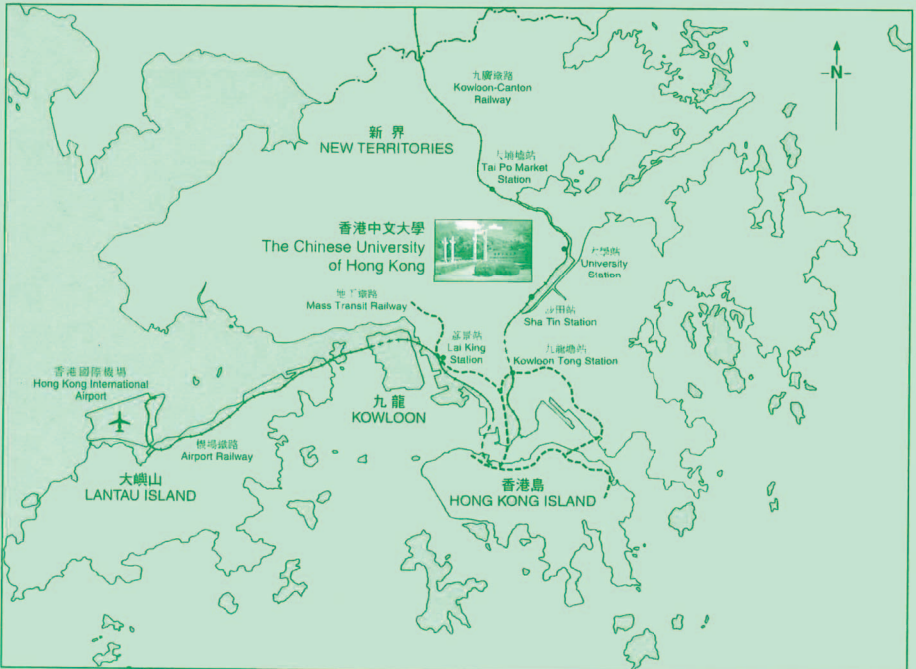 九廣鐵路
Kowloon-Canton
Railway
N
新界
NEW TERRITORIES
大埔墟站
Tai Po Market
Station
香港中文大學
The Chinese University
of Hong Kong
大學站
University
Station
地下鐵路
Mass Transit Railway
沙田站
Sha Tin Station
荔景站
Lai King
Station
九龍塘站
Kowloon Tong Station
香港國際機場
Hong Kong International
Airport
九龍
KOWLOON
機場鐵路
Airport Railway
大嶼山
LANTAU ISLAND
香港島
HONG KONG ISLAND